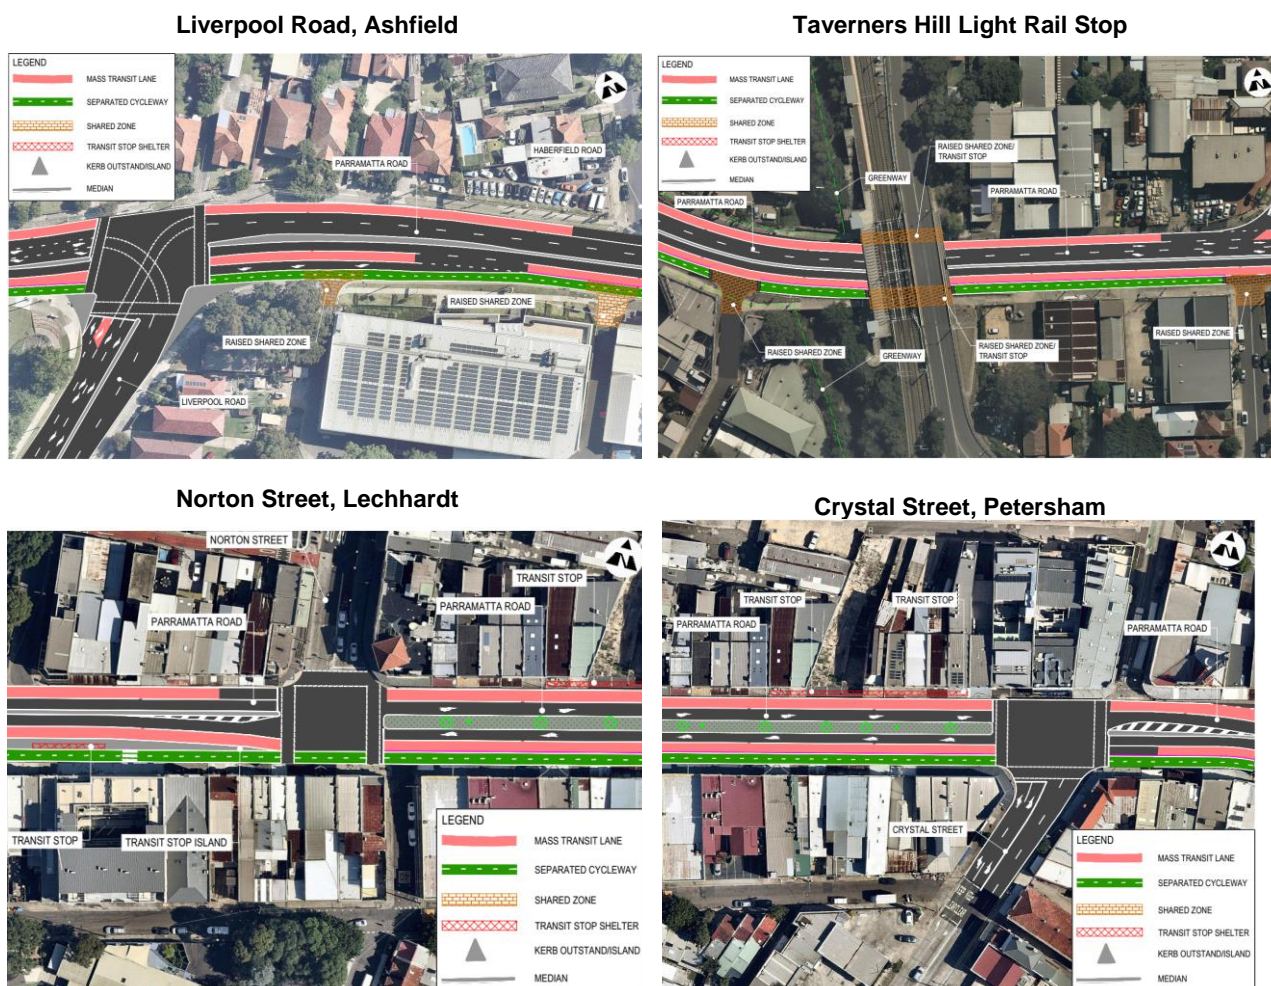 Liverpool Road, Ashfield
LEGEND
MASS TRANSIT LANE
SEPARATED CYCLEWAY
SHARED ZONE
TRANSIT STOP SHELTER
KERB OUTSTAND/ISLAND
MEDIAN
HABERFIELD ROAD
PARRAMATTA ROAD
RAISED SHARED ZONE
RAISED SHARED ZONE
LIVERPOOL ROAD
Taverners Hill Light Rail Stop
LEGEND
MASS TRANSIT LANE
SEPARATED CYCLEWAY
SHARED ZONE
TRANSIT STOP SHELTER
KERB OUTSTAND/ISLAND
MEDIAN
RAISED SHARED ZONE/
TRANSIT STOP
GREENWAY
PARRAMATTA ROAD
PARRAMATTA ROAD
RAISED SHARED ZONE
RAISED SHARED ZONE/
TRANSIT STOP
RAISED SHARED ZONE
GREENWAY
Norton Street, Lechhardt
NORTON STREET
TRANSIT STOP
PARRAMATTA ROAD
PARRAMATTA ROAD
TRANSIT STOP
TRANSIT STOP ISLAND
LEGEND
MASS TRANSIT LANE
SEPARATED CYCLEWAY
SHARED ZONE
TRANSIT STOP SHELTER
KERB OUTSTAND/ISLAND
MEDIAN
Crystal Street, Petersham
TRANSIT STOP
TRANSIT STOP
PARRAMATTA ROAD
PARRAMATTA ROAD
CRYSTAL STREET
LEGEND
MASS TRANSIT LANE
SEPARATED CYCLEWAY
SHARED ZONE
TRANSIT STOP SHELTER
KERB OUTSTAND/ISLAND
MEDIAN